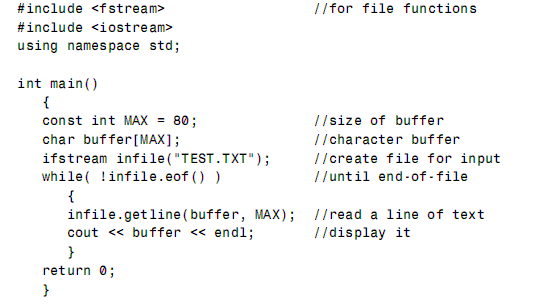 #include <fstream>                  //for file functions
#include <iostream>
using namespace std;

int main()
   {
   const int MAX = 80;              //size of buffer
   char buffer[MAX];                //character buffer
   ifstream infile("TEST.TXT");     //create file for input
   while( !infile.eof() )           //until end-of-file
      {
      infile.getline(buffer, MAX);  //read a line of text
      cout << buffer << endl;       //display it
      }
   return 0;
   }